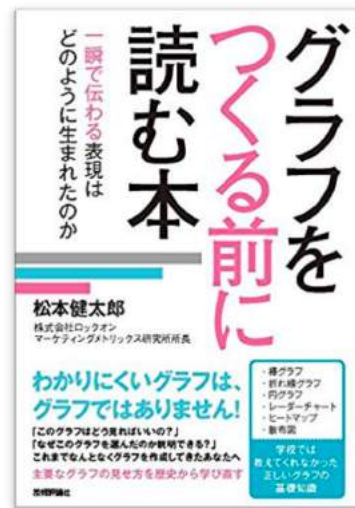 グラフを
つくる前に
読む本
一瞬で伝わる表現は
どのように生まれたのか
松本健太郎
株式会社ロックオン
マーケティングメトリックス研究所所長
わかりにくいグラフは、
グラフではありません!
「このグラフはどう見ればいいの?」
「なぜこのグラフを選んだのか説明できる?」
これまでなんとなくグラフを作成してきたあなたへ
主要なグラフの見せ方を歴史から学び直す
・棒グラフ
・折れ線グラフ
・円グラフ
・レーダーチャート
・ヒートマップ
・散布図
学校では
教えてくれなかった
正しいグラフの
基礎知識
技術評論社